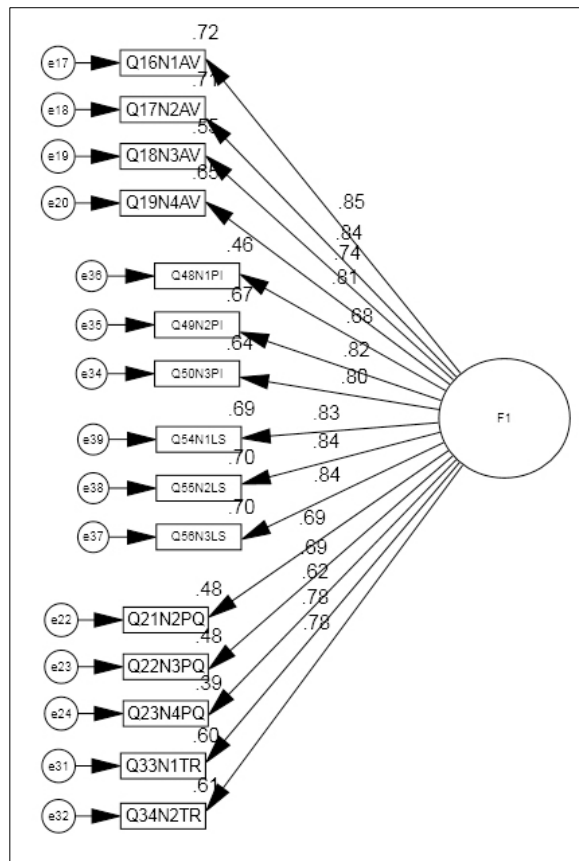 .72
e17 Q16N1AV
.71
e18 Q17N2AV
.55
e19 Q18N3AV
.65
e20 Q19N4AV
.85
.84
.74
.81
.46
e36 Q48N1PI
.67
.68
e35 Q49N2PI
.64
.82
e34 Q50N3PI
.80
F1
.69
.83
e39 Q54N1LS
.84
.70
e38 Q55N2LS
.84
.70
e37 Q56N3LS
.69
.69
.62
.48
.78
e22 Q21N2PQ
.78
.48
e23 Q22N3PQ
.39
e24 Q23N4PQ
.60
e31 Q33N1TR
.61
e32 Q34N2TR